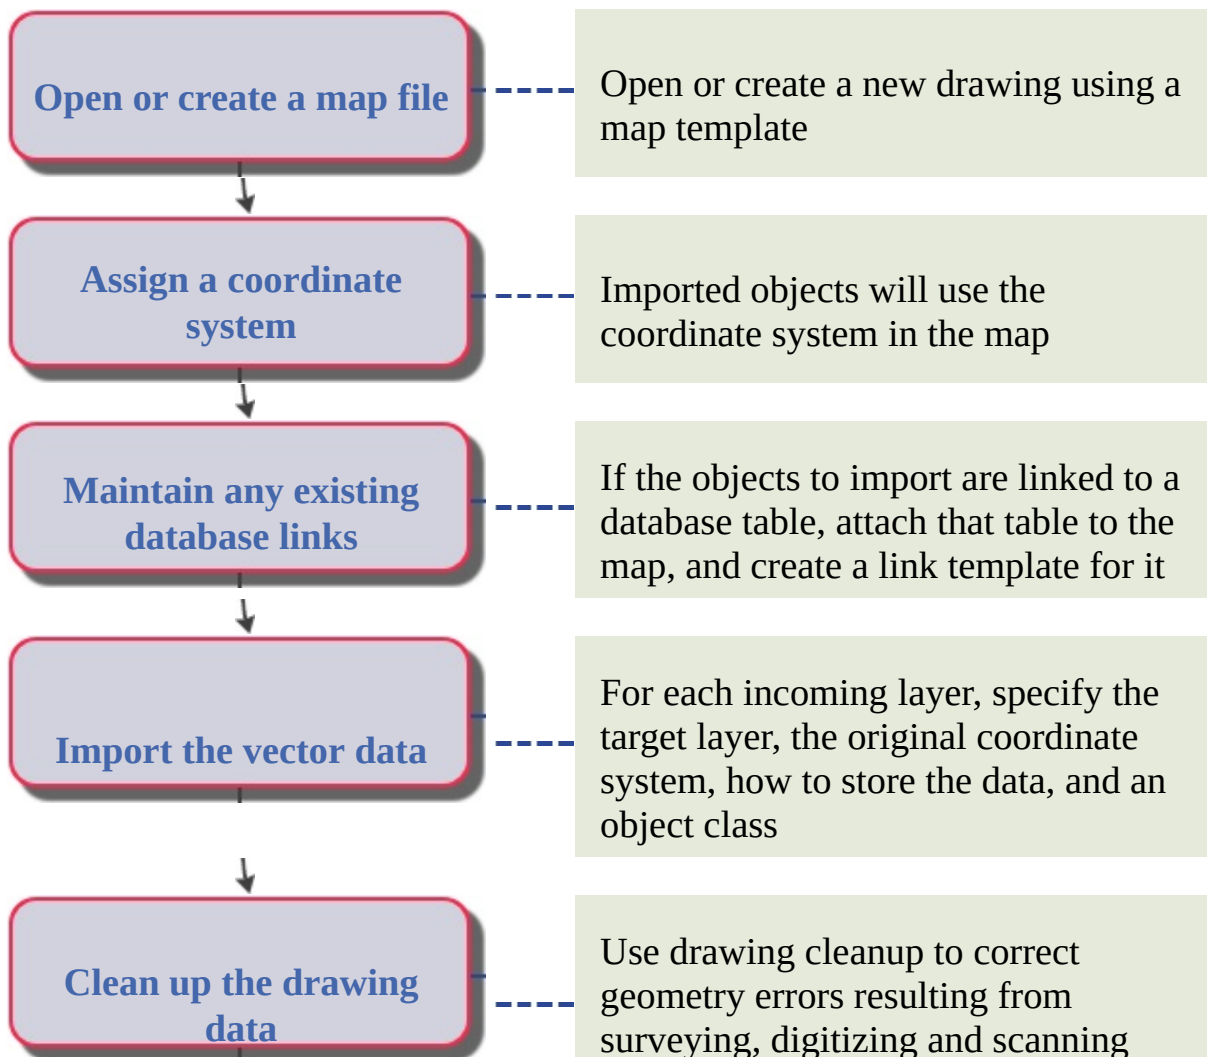 Open or create a map file
Open or create a new drawing using a
map template
Assign a coordinate
system
Imported objects will use the
coordinate system in the map
Maintain any existing
database links
If the objects to import are linked to a
database table, attach that table to the
map, and create a link template for it
Import the vector data
For each incoming layer, specify the
target layer, the original coordinate
system, how to store the data, and an
object class
Clean up the drawing
data
Use drawing cleanup to correct
geometry errors resulting from
surveying, digitizing and scanning